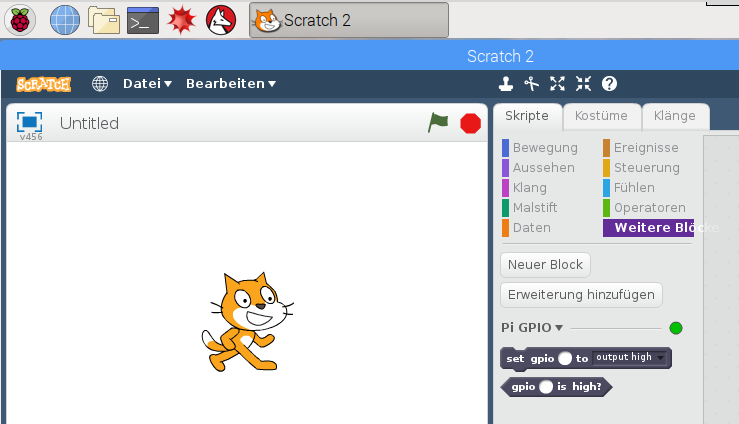 Scratch 2
Scratch 2
SCRATCH Datei Bearbeiten
v456 Untitled
Skripte Kostüme Klänge
Bewegung Ereignisse
Aussehen Steuerung
Klang Fühlen
Malstift Operatoren
Daten Weitere Blöcke
Neuer Block
Erweiterung hinzufügen
Pi GPIO
set gpio to output high
gpio is high?